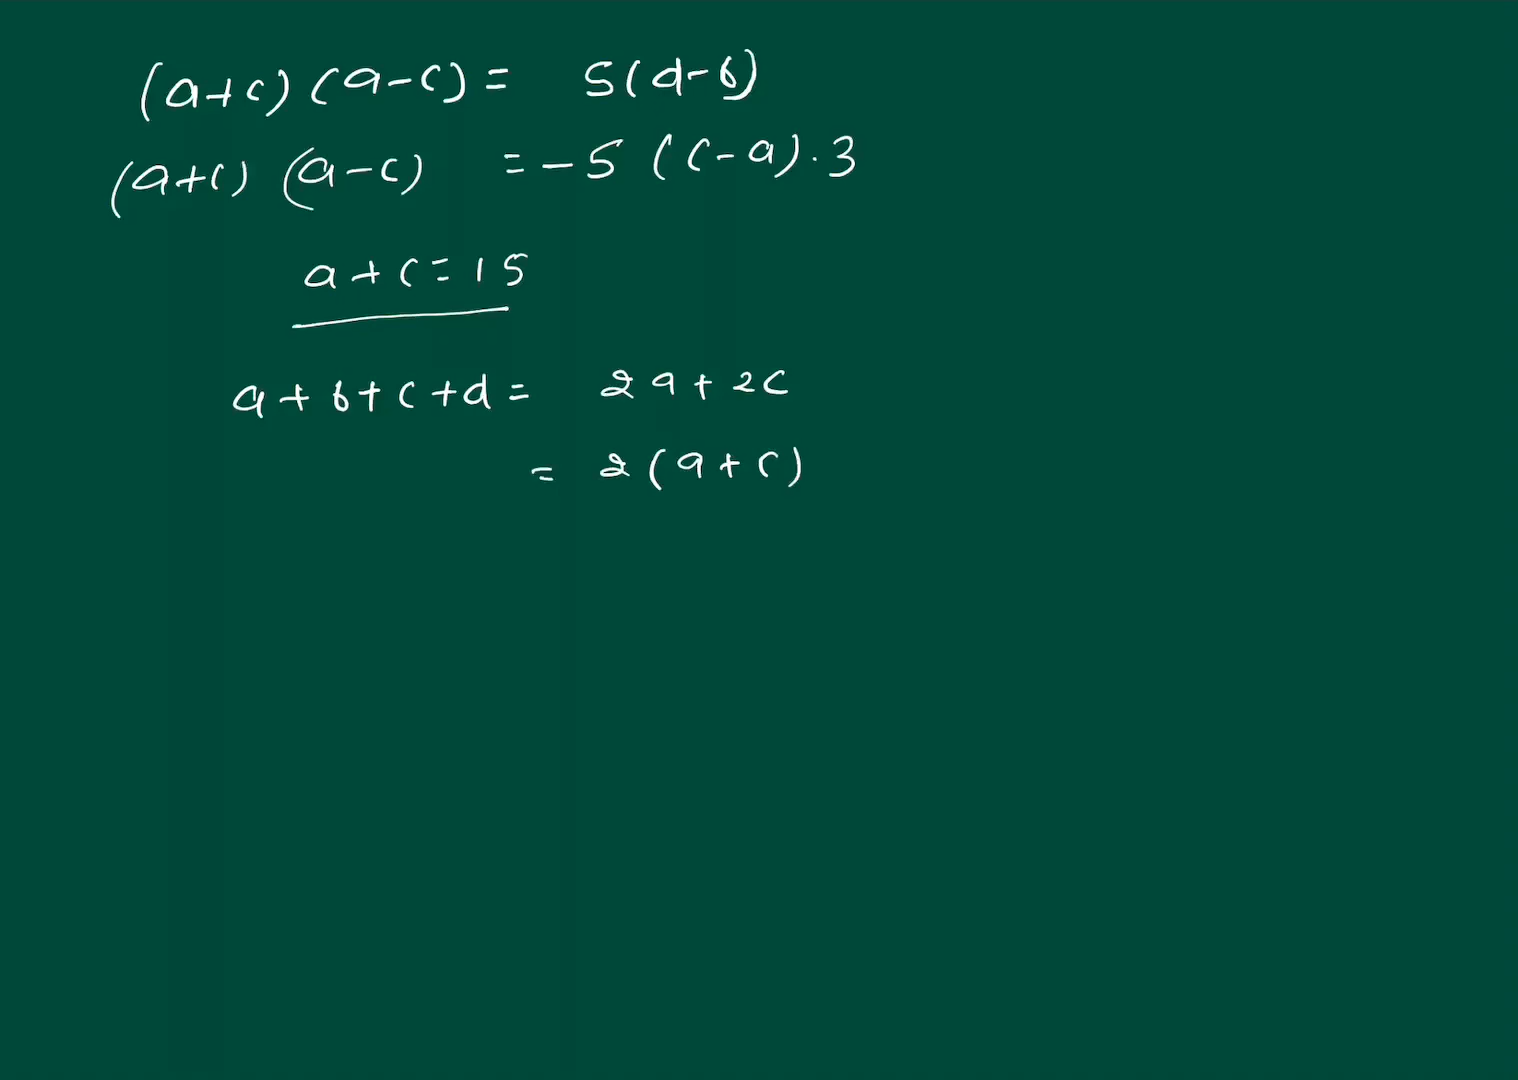 (a+c)(a-c) = 5(d-b)
(a+c) (a-c) = -5 (c-a).3
a+c=15
a+b+c+d= 2a+2c
= 2(a+c)